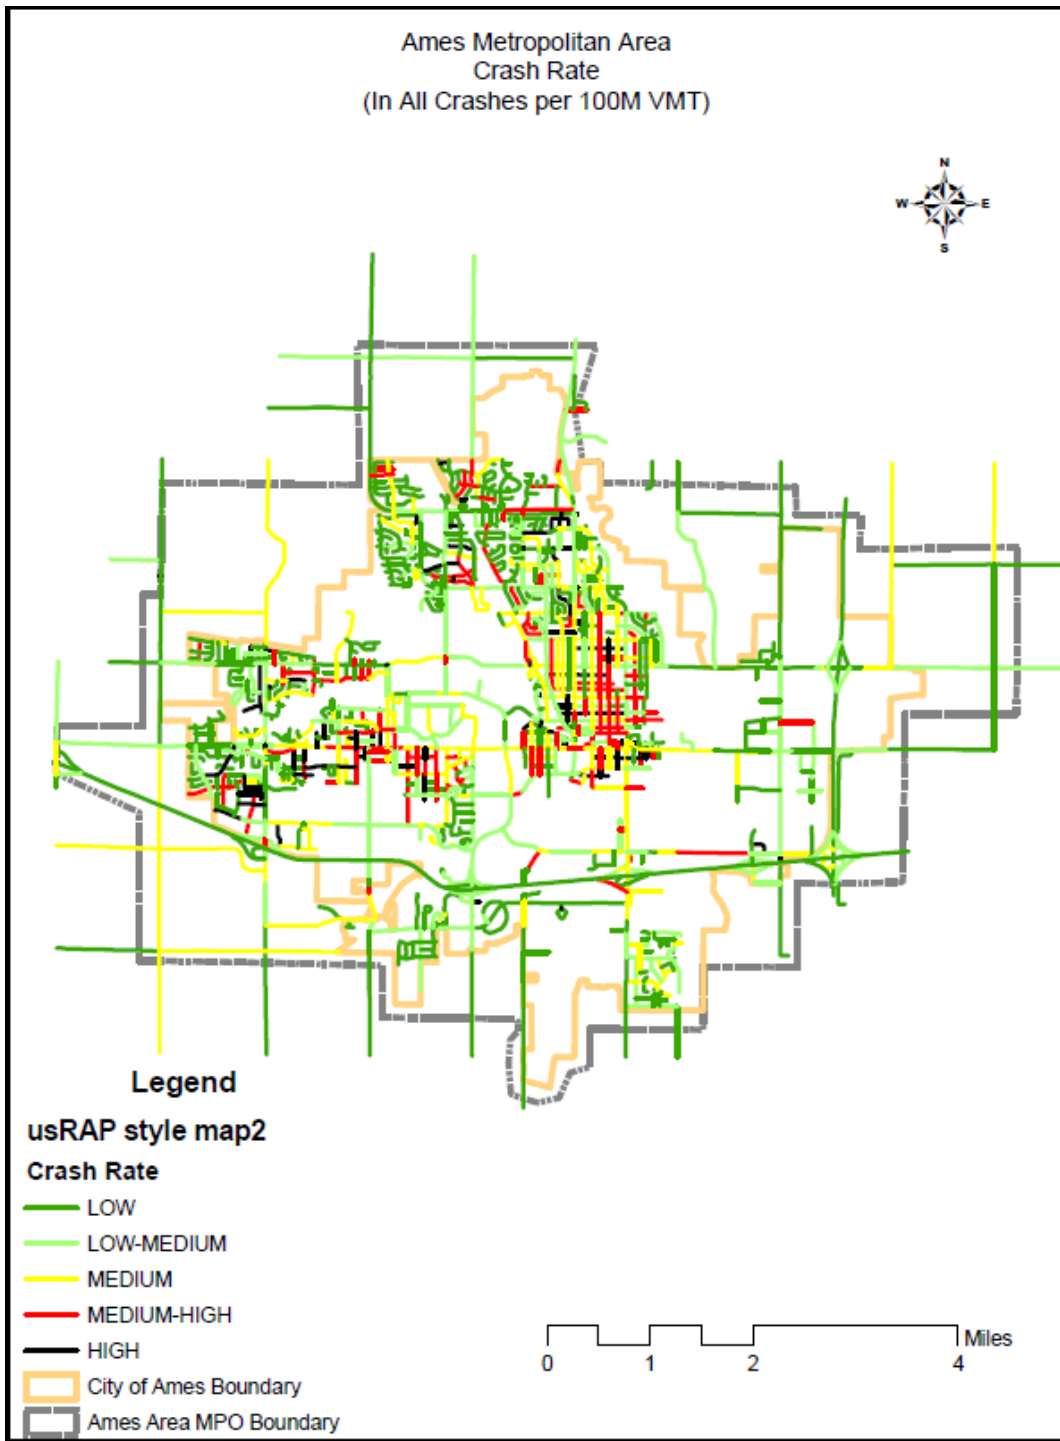 Ames Metropolitan Area
Crash Rate
(In All Crashes per 100M VMT)
N
W E
S
Legend
usRAP style map2
Crash Rate
LOW
LOW-MEDIUM
MEDIUM
MEDIUM-HIGH
HIGH
City of Ames Boundary
Ames Area MPO Boundary
Miles
0 1 2 4